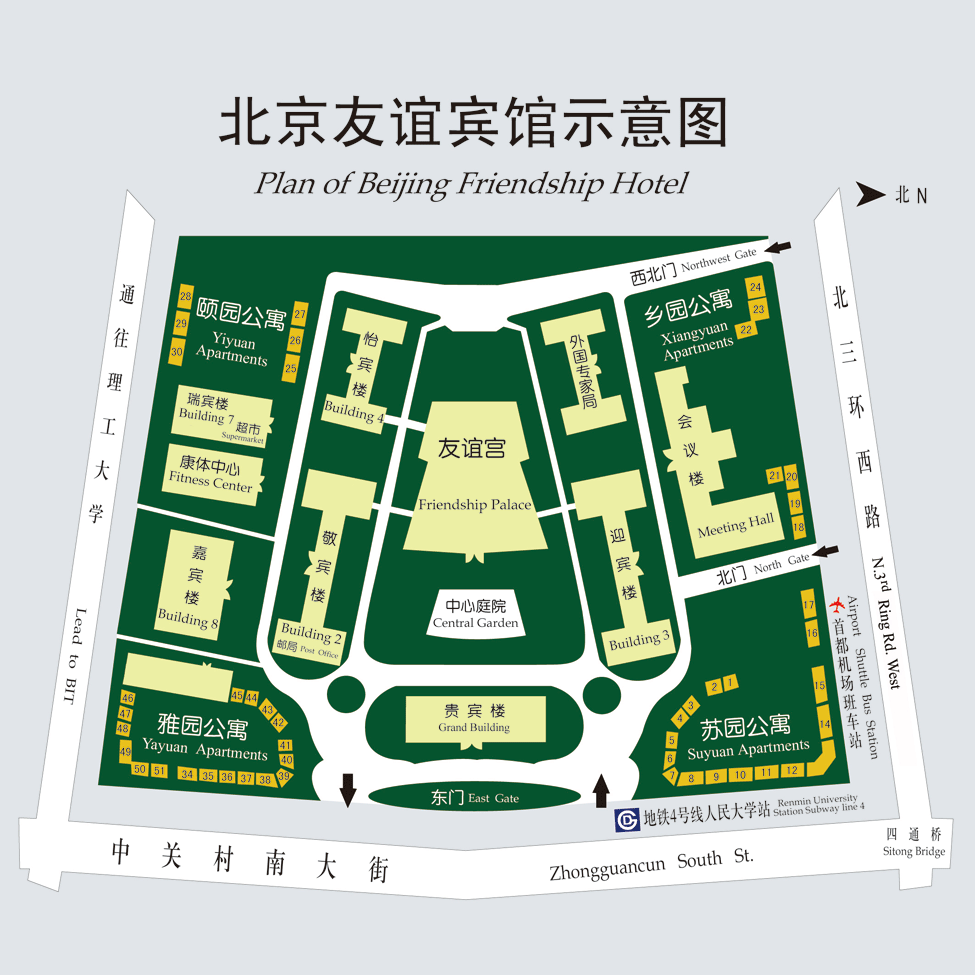 北京友谊宾馆示意图
Plan of Beijing Friendship Hotel
北 N
西北门 Northwest Gate
通往理工大学
Lead to BIT
北三环西路
N.3rd Ring Rd. West
28
29
30
颐园公寓
Yiyuan
Apartments
27
26
25
怡宾楼
Building 4
外国专家局
乡园公寓
Xiangyuan
Apartments
24
23
22
瑞宾楼
Building 7
超市
Supermarket
康体中心
Fitness Center
友谊宫
Friendship Palace
会议楼
Meeting Hall
21
20
19
18
嘉宾楼
Building 8
敬宾楼
Building 2
邮局 Post Office
中心庭院
Central Garden
迎宾楼
Building 3
北门 North Gate
17
16
首都机场班车站
Airport Shuttle Bus Station
雅园公寓
Yayuan Apartments
46
47
48
49
50
51
34
35
36
37
38
39
40
41
42
43
44
45
贵宾楼
Grand Building
苏园公寓
Suyuan Apartments
1
2
3
4
5
6
7
8
9
10
11
12
14
15
东门 East Gate
地铁4号线人民大学站
Renmin University
Station Subway line 4
中关村南大街
Zhongguancun South St.
四通桥
Sitong Bridge